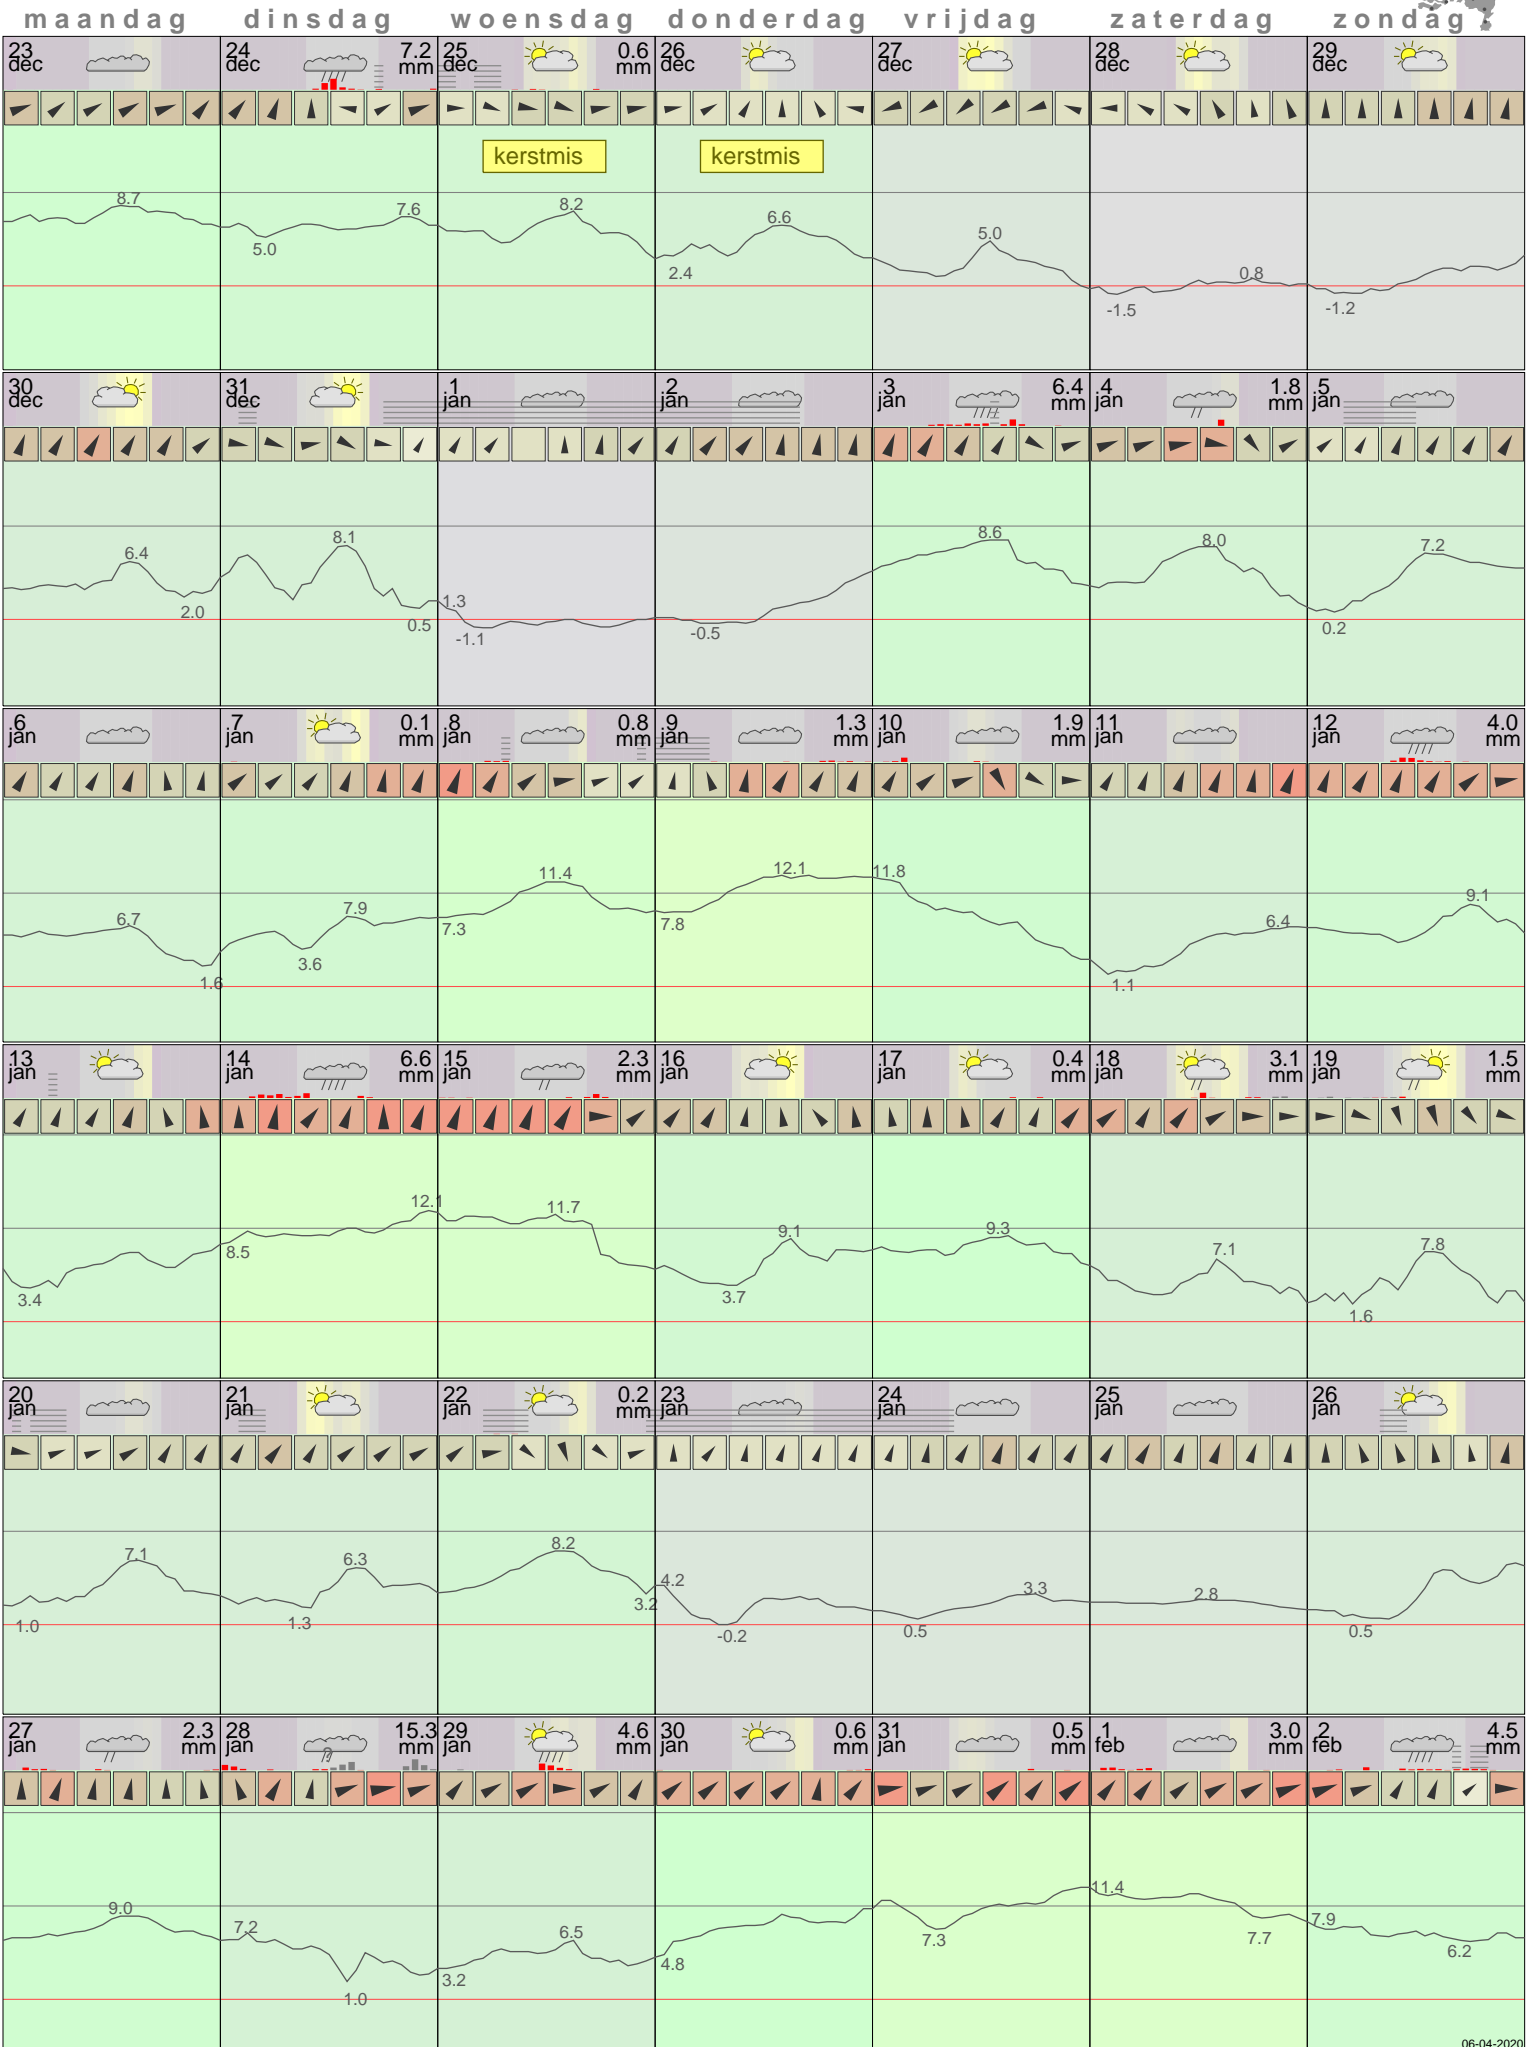 maandag dinsdag woensdag donderdag vrijdag zaterdag zondag
23 dec 24 dec 7.2 mm 25 dec 0.6 mm 26 dec 27 dec 28 dec 29 dec
kerstmis kerstmis
8.7 5.0 7.6 8.2 2.4 6.6 5.0 -1.5 0.8 -1.2
30 dec 31 dec 1 jan 2 jan 3 jan 6.4 mm 4 jan 1.8 mm 5 jan
6.4 2.0 8.1 0.5 1.3 -1.1 -0.5 8.6 8.0 0.2 7.2
6 jan 7 jan 0.1 mm 8 jan 0.8 mm 9 jan 1.3 mm 10 jan 1.9 mm 11 jan 12 jan 4.0 mm
6.7 1.6 3.6 7.9 7.3 11.4 7.8 12.1 11.8 1.1 6.4 9.1
13 jan 14 jan 6.6 mm 15 jan 2.3 mm 16 jan 17 jan 0.4 mm 18 jan 3.1 mm 19 jan 1.5 mm
3.4 8.5 12.1 11.7 3.7 9.1 9.3 7.1 1.6 7.8
20 jan 21 jan 22 jan 0.2 mm 23 jan 24 jan 25 jan 26 jan
1.0 7.1 1.3 6.3 8.2 3.2 4.2 -0.2 0.5 3.3 2.8 0.5
27 jan 2.3 mm 28 jan 15.3 mm 29 jan 4.6 mm 30 jan 0.6 mm 31 jan 0.5 mm 1 feb 3.0 mm 2 feb 4.5 mm
?
9.0 7.2 1.0 3.2 6.5 4.8 7.3 11.4 7.7 7.9 6.2
06-04-2020